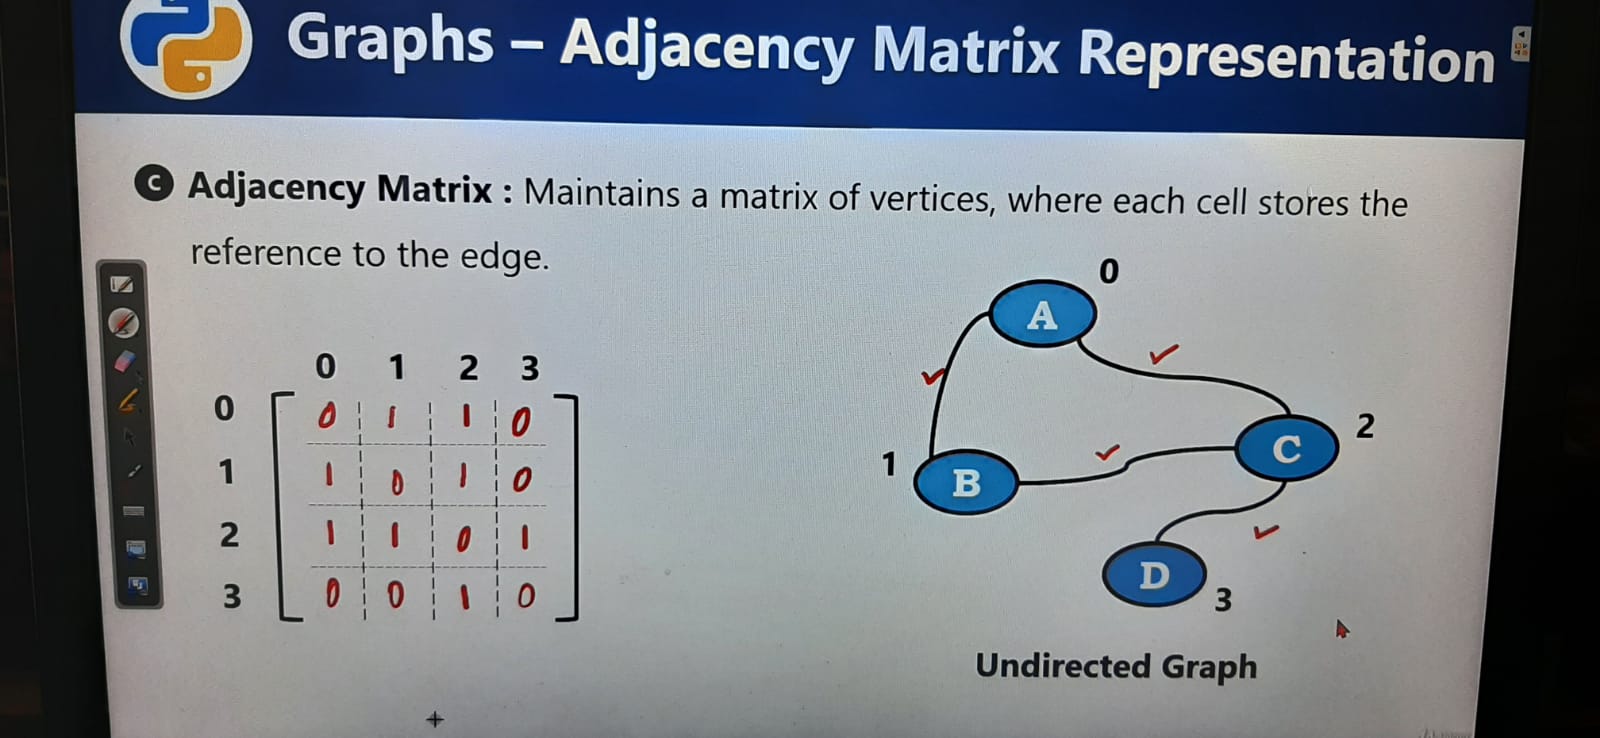 Graphs – Adjacency Matrix Representation
C Adjacency Matrix : Maintains a matrix of vertices, where each cell stores the
reference to the edge.
0 1 2 3
0 0 1 1 0
1 1 0 1 0
2 1 1 0 1
3 0 0 1 0
A 0
C 2
B 1
D 3
Undirected Graph